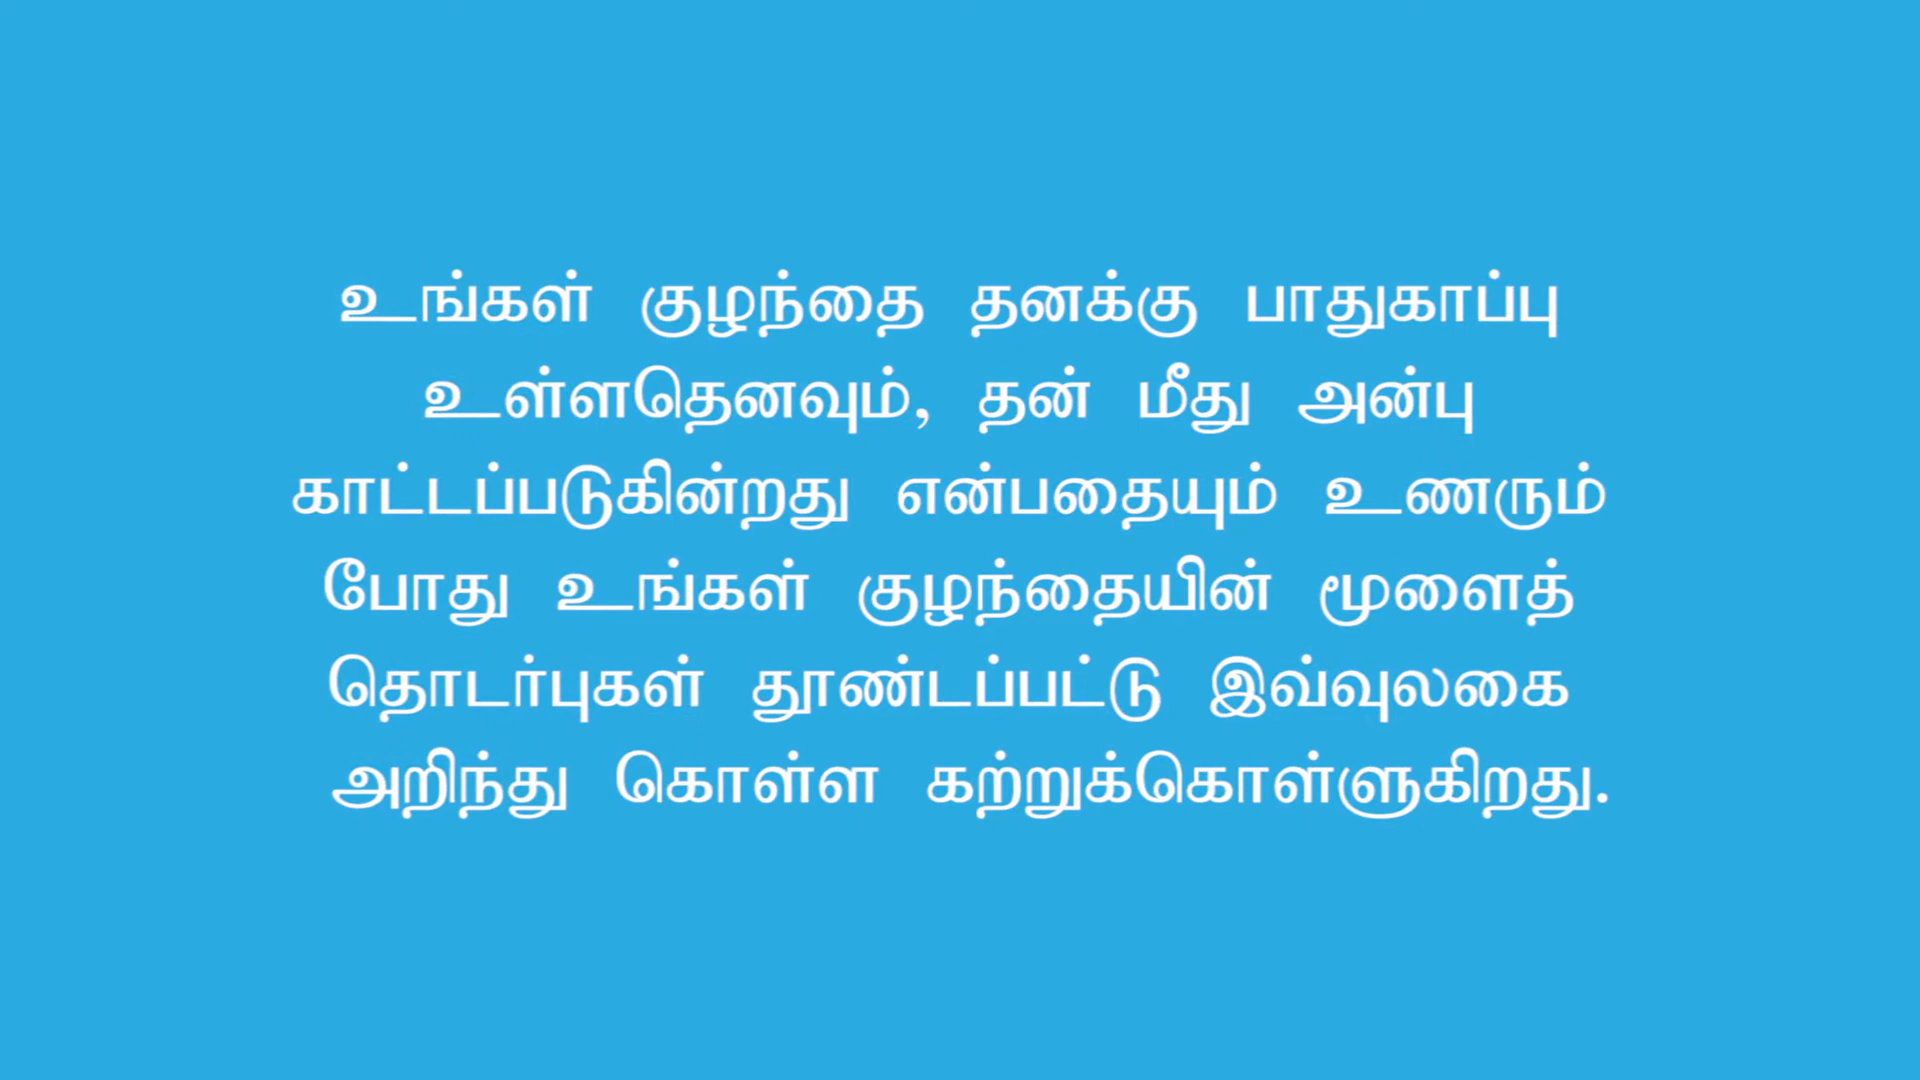 உங்கள் குழந்தை தனக்கு பாதுகாப்பு
உள்ளதெனவும், தன் மீது அன்பு
காட்டப்படுகின்றது என்பதையும் உணரும்
போது உங்கள் குழந்தையின் மூளைத்
தொடர்புகள் தூண்டப்பட்டு இவ்வுலகை
அறிந்து கொள்ள கற்றுக்கொள்ளுகிறது.